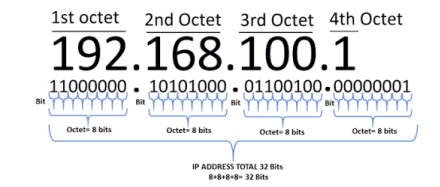 1st octet 2nd Octet 3rd Octet 4th Octet
192.168.100.1
11000000.10101000.01100100.00000001
Bit Bit Bit Bit
Octet= 8 bits Octet= 8 bits Octet= 8 bits Octet= 8 bits
IP ADDRESS TOTAL 32 Bits
8+8+8+8= 32 Bits